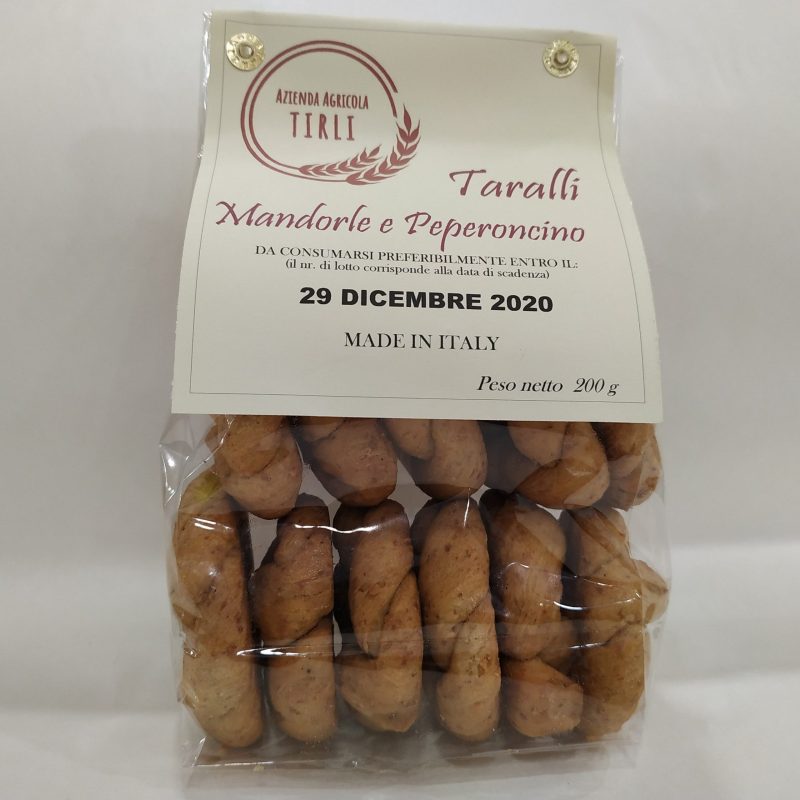 AZIENDA AGRICOLA
TIRLI
Taralli
Mandorle e Peperoncino
DA CONSUMARSI PREFERIBILMENTE ENTRO IL:
(il nr. di lotto corrisponde alla data di scadenza)
29 DICEMBRE 2020
MADE IN ITALY
Peso netto 200 g